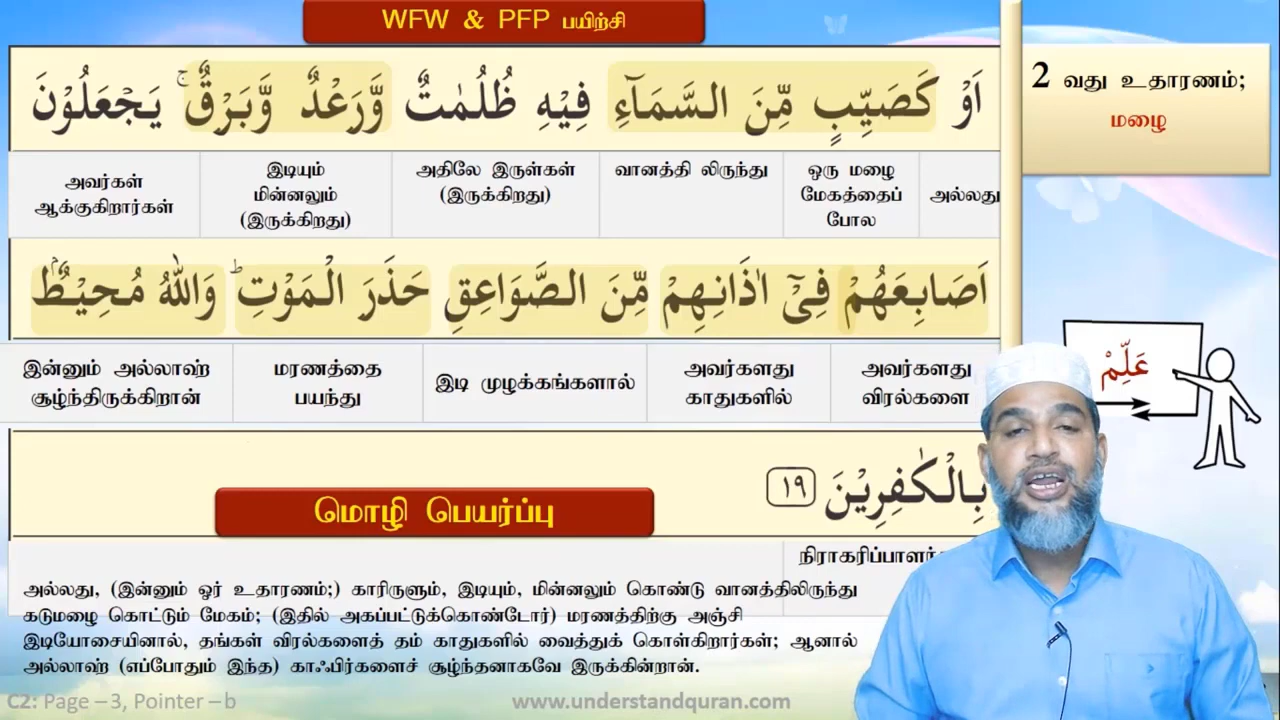 WFW & PFP பயிற்சி
2 வது உதாரணம்;
மழை
اَوْ كَصَيِّبٍ مِّنَ السَّمَآءِ فِيْهِ ظُلُمٰتٌ وَّرَعْدٌ وَّبَرْقٌ ۚ يَجْعَلُوْنَ
அல்லது
ஒரு மழை
மேகத்தைப்
போல
வானத்தி லிருந்து
அதிலே இருள்கள்
(இருக்கிறது)
இடியும்
மின்னலும்
(இருக்கிறது)
அவர்கள்
ஆக்குகிறார்கள்
اَصَابِعَهُمْ فِىْٓ اٰذَانِهِمْ مِّنَ الصَّوَاعِقِ حَذَرَ الْمَوْتِ ؕ وَاللّٰهُ مُحِيْطٌۢ
அவர்களது
விரல்களை
அவர்களது
காதுகளில்
இடி முழக்கங்களால்
மரணத்தை
பயந்து
இன்னும் அல்லாஹ்
சூழ்ந்திருக்கிறான்
عَلِّمْ
بِالْكٰفِرِيْنَ ١٩
மொழி பெயர்ப்பு
அல்லது, (இன்னும் ஓர் உதாரணம்;) காரிருளும், இடியும், மின்னலும் கொண்டு வானத்திலிருந்து
கடுமழை கொட்டும் மேகம்; (இதில் அகப்பட்டுக்கொண்டோர்) மரணத்திற்கு அஞ்சி
இடியோசையினால், தங்கள் விரல்களைத் தம் காதுகளில் வைத்துக் கொள்கிறார்கள்; ஆனால்
அல்லாஹ் (எப்போதும் இந்த) காஃபிர்களைச் சூழ்ந்தனாகவே இருக்கின்றான்.
C2: Page – 3, Pointer – b
www.understandquran.com